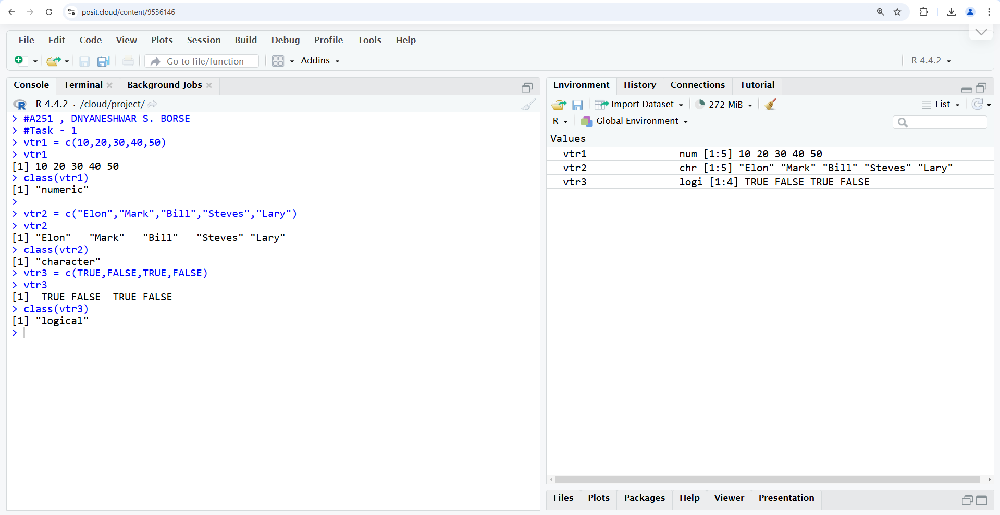 posit.cloud/content/9536146
File Edit Code View Plots Session Build Debug Profile Tools Help
Go to file/function Addins R 4.4.2
Console Terminal Background Jobs
R 4.4.2 · /cloud/project/
> #A251 , DNYANESHWAR S. BORSE
> #Task - 1
> vtr1 = c(10,20,30,40,50)
> vtr1
[1] 10 20 30 40 50
> class(vtr1)
[1] "numeric"
>
> vtr2 = c("Elon","Mark","Bill","Steves","Lary")
> vtr2
[1] "Elon"   "Mark"   "Bill"   "Steves" "Lary"
> class(vtr2)
[1] "character"
> vtr3 = c(TRUE,FALSE,TRUE,FALSE)
> vtr3
[1]  TRUE FALSE  TRUE FALSE
> class(vtr3)
[1] "logical"
>
Environment History Connections Tutorial
Import Dataset 272 MiB List
R Global Environment
Values
vtr1 num [1:5] 10 20 30 40 50
vtr2 chr [1:5] "Elon" "Mark" "Bill" "Steves" "Lary"
vtr3 logi [1:4] TRUE FALSE TRUE FALSE
Files Plots Packages Help Viewer Presentation